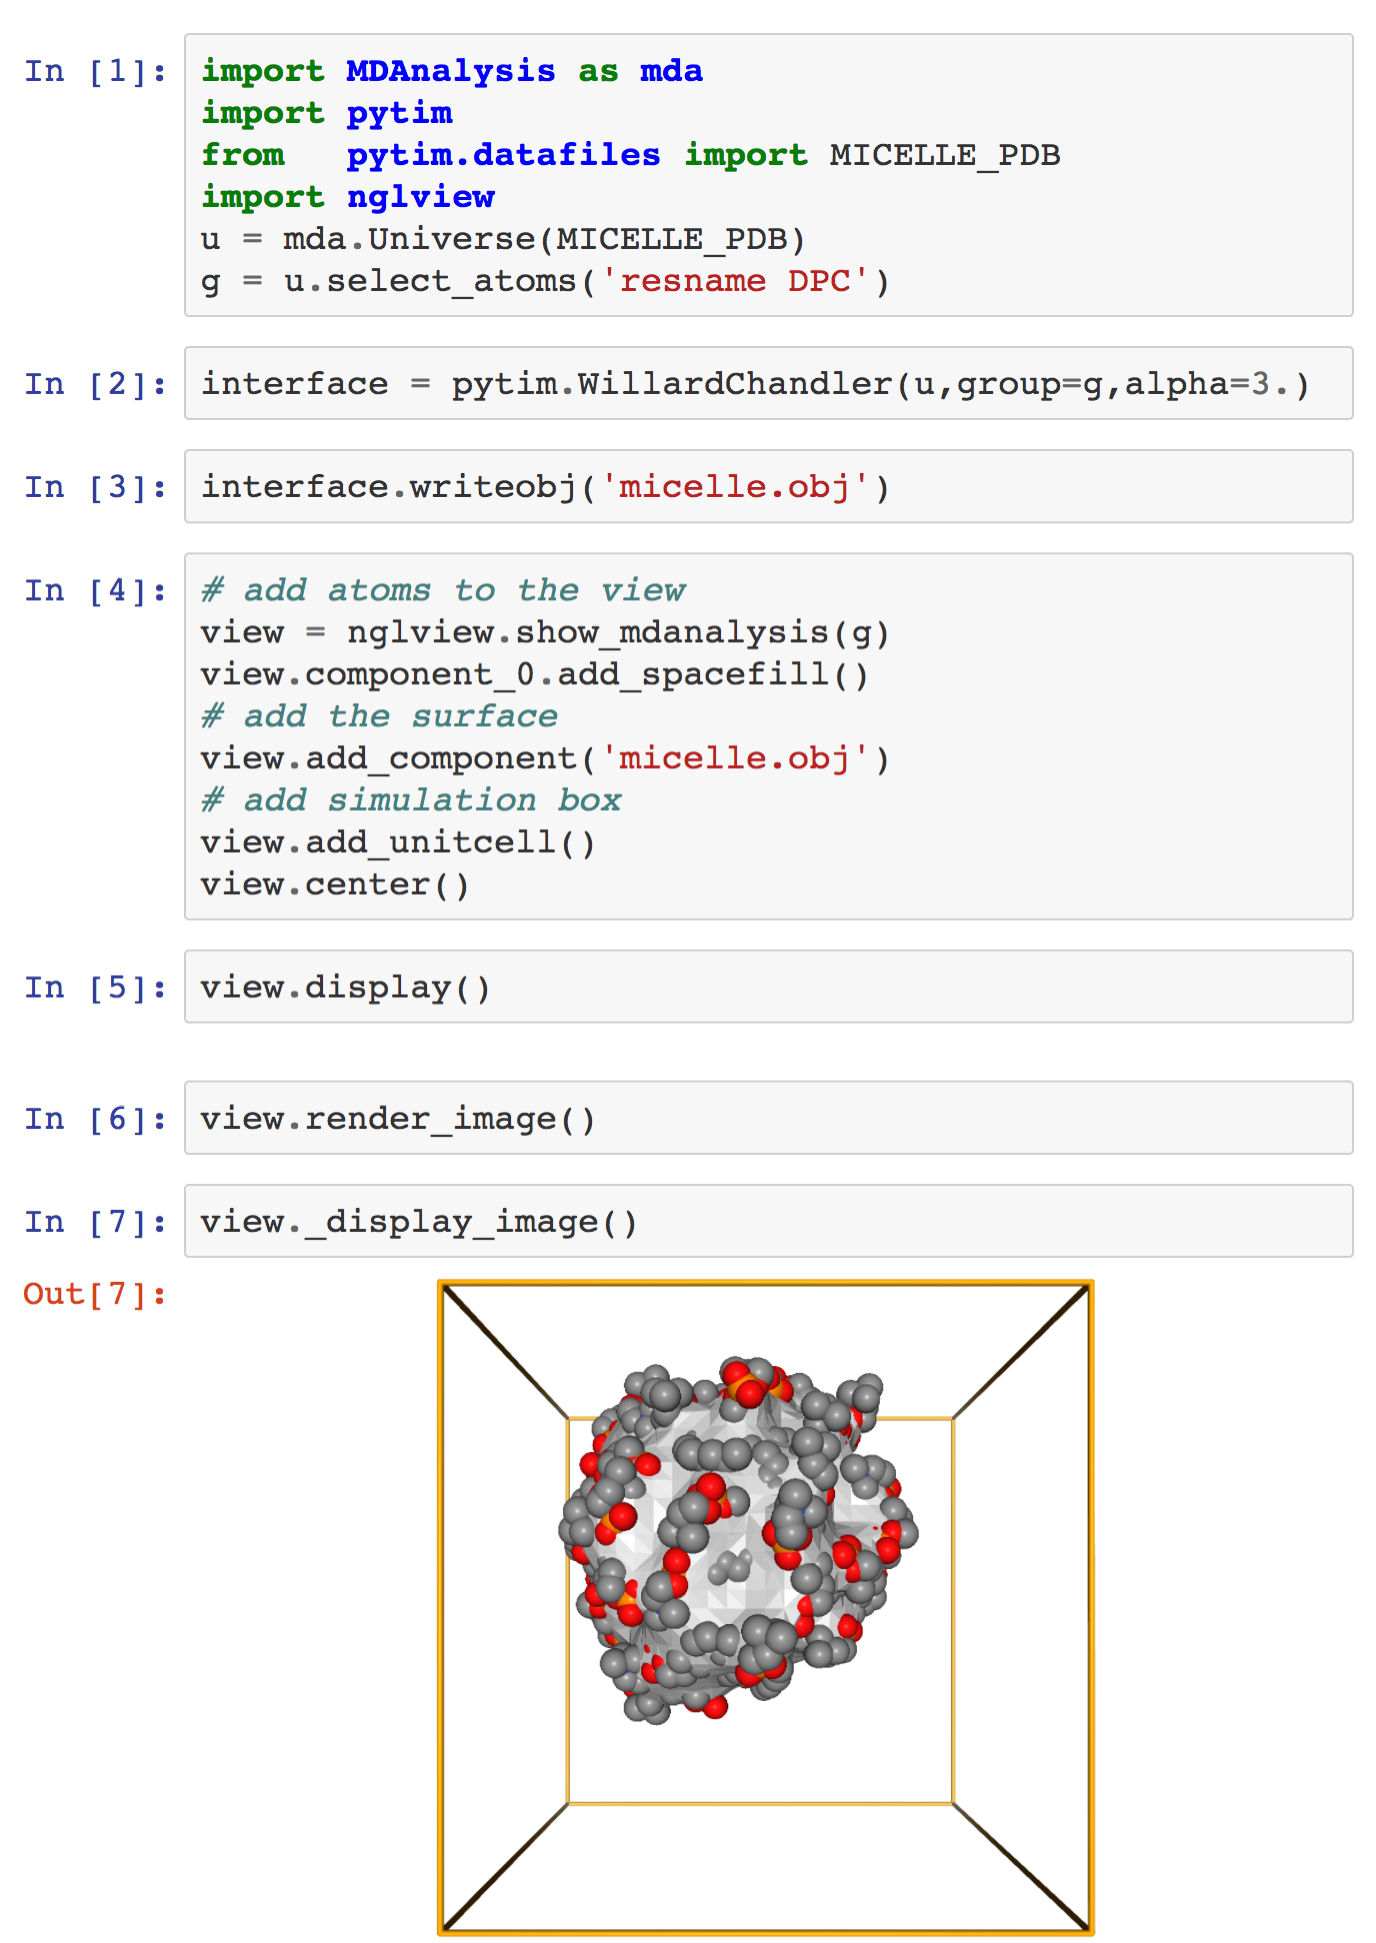 In [1]: import MDAnalysis as mda
import pytim
from   pytim.datafiles import MICELLE_PDB
import nglview
u = mda.Universe(MICELLE_PDB)
g = u.select_atoms('resname DPC')
In [2]: interface = pytim.WillardChandler(u,group=g,alpha=3.)
In [3]: interface.writeobj('micelle.obj')
In [4]: # add atoms to the view
view = nglview.show_mdanalysis(g)
view.component_0.add_spacefill()
# add the surface
view.add_component('micelle.obj')
# add simulation box
view.add_unitcell()
view.center()
In [5]: view.display()
In [6]: view.render_image()
In [7]: view._display_image()
Out[7]: